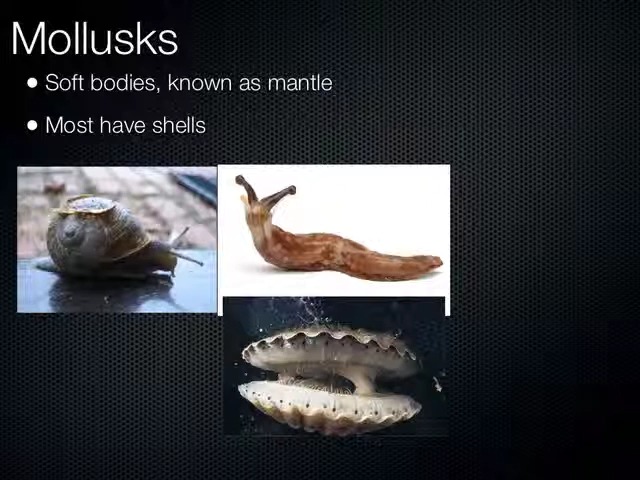 Mollusks
• Soft bodies, known as mantle
• Most have shells